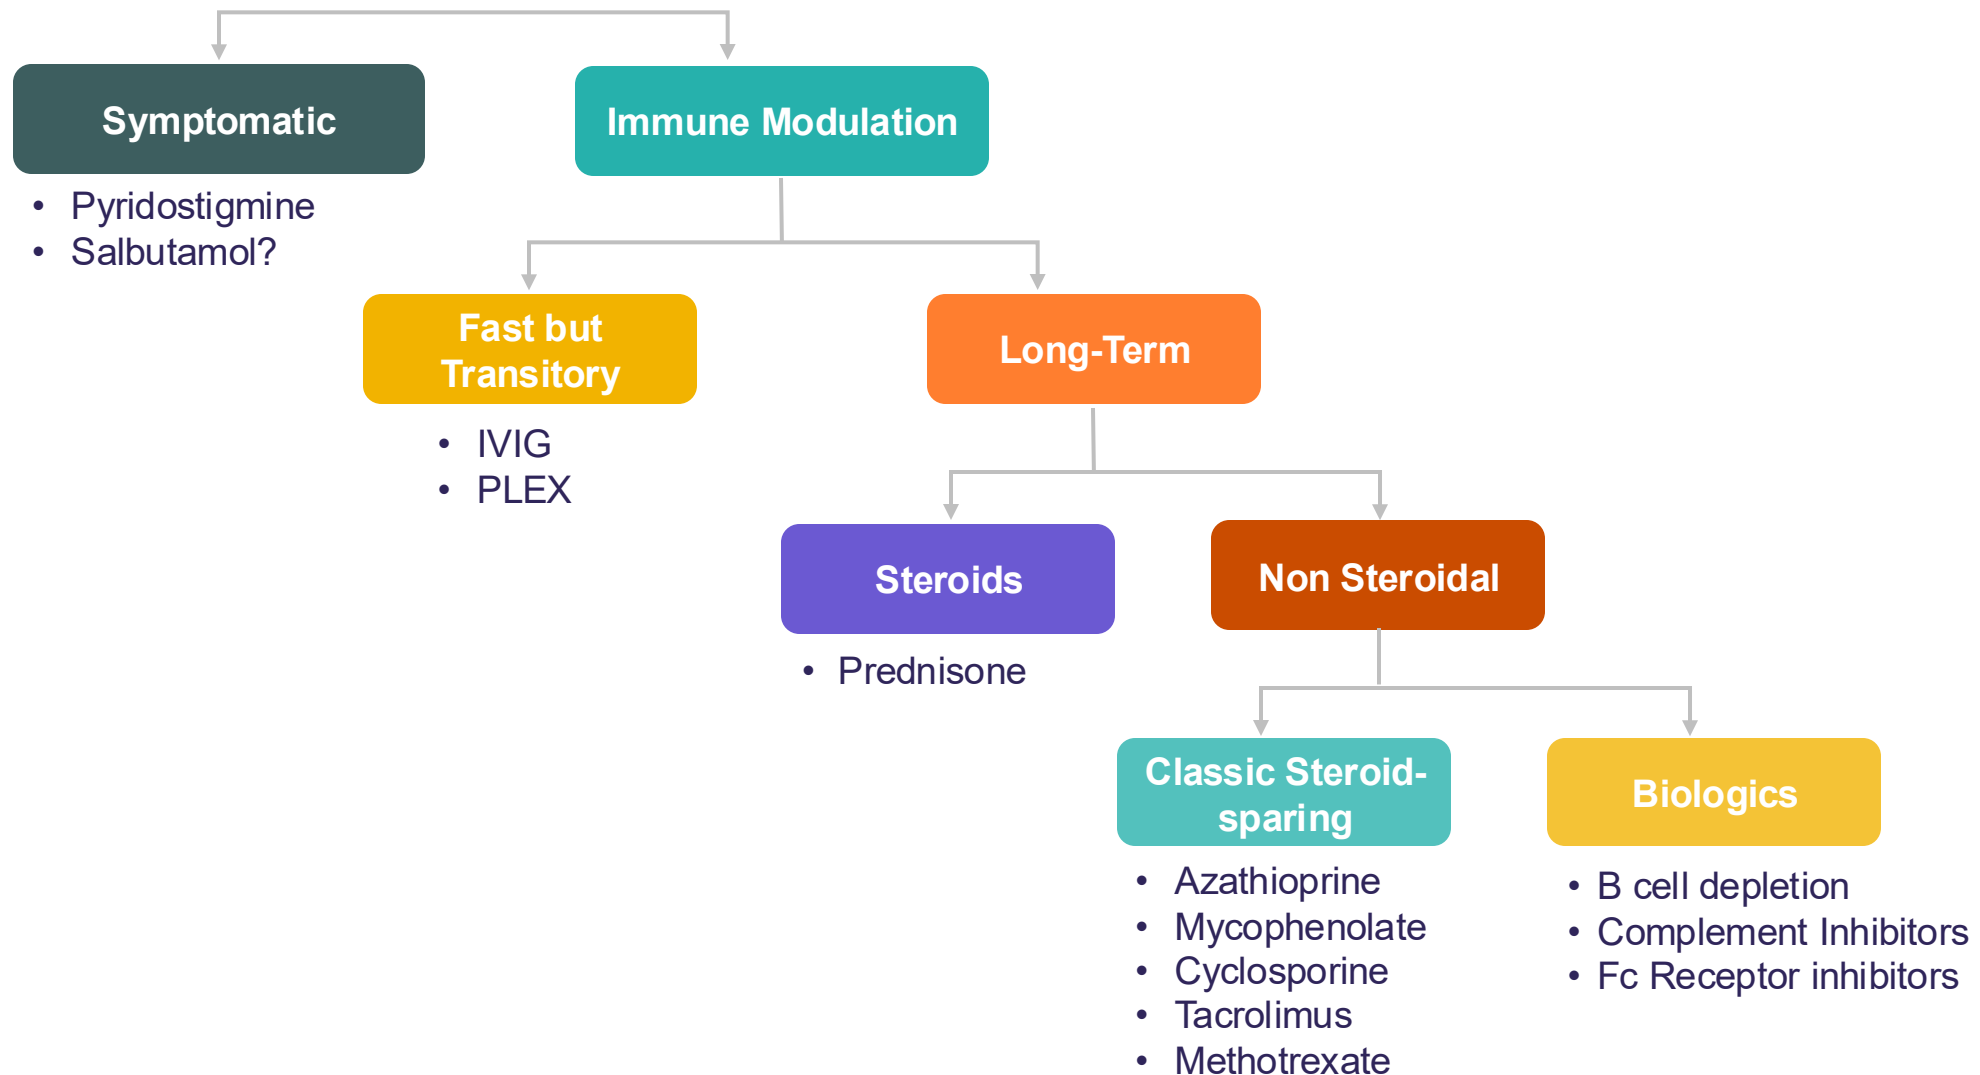 Symptomatic
Immune Modulation
• Pyridostigmine
• Salbutamol?
Fast but
Transitory
Long-Term
• IVIG
• PLEX
Steroids
Non Steroidal
• Prednisone
Classic Steroid-
sparing
Biologics
• Azathioprine
• Mycophenolate
• Cyclosporine
• Tacrolimus
• Methotrexate
• B cell depletion
• Complement Inhibitors
• Fc Receptor inhibitors